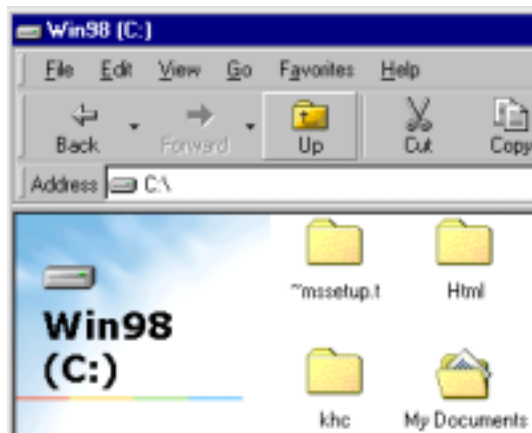 Win98 (C:)
File Edit View Go Favorites Help
Back Forward Up Cut Copy
Address C:\
Win98
(C:)
~mssetup.t Html
khc My Documents